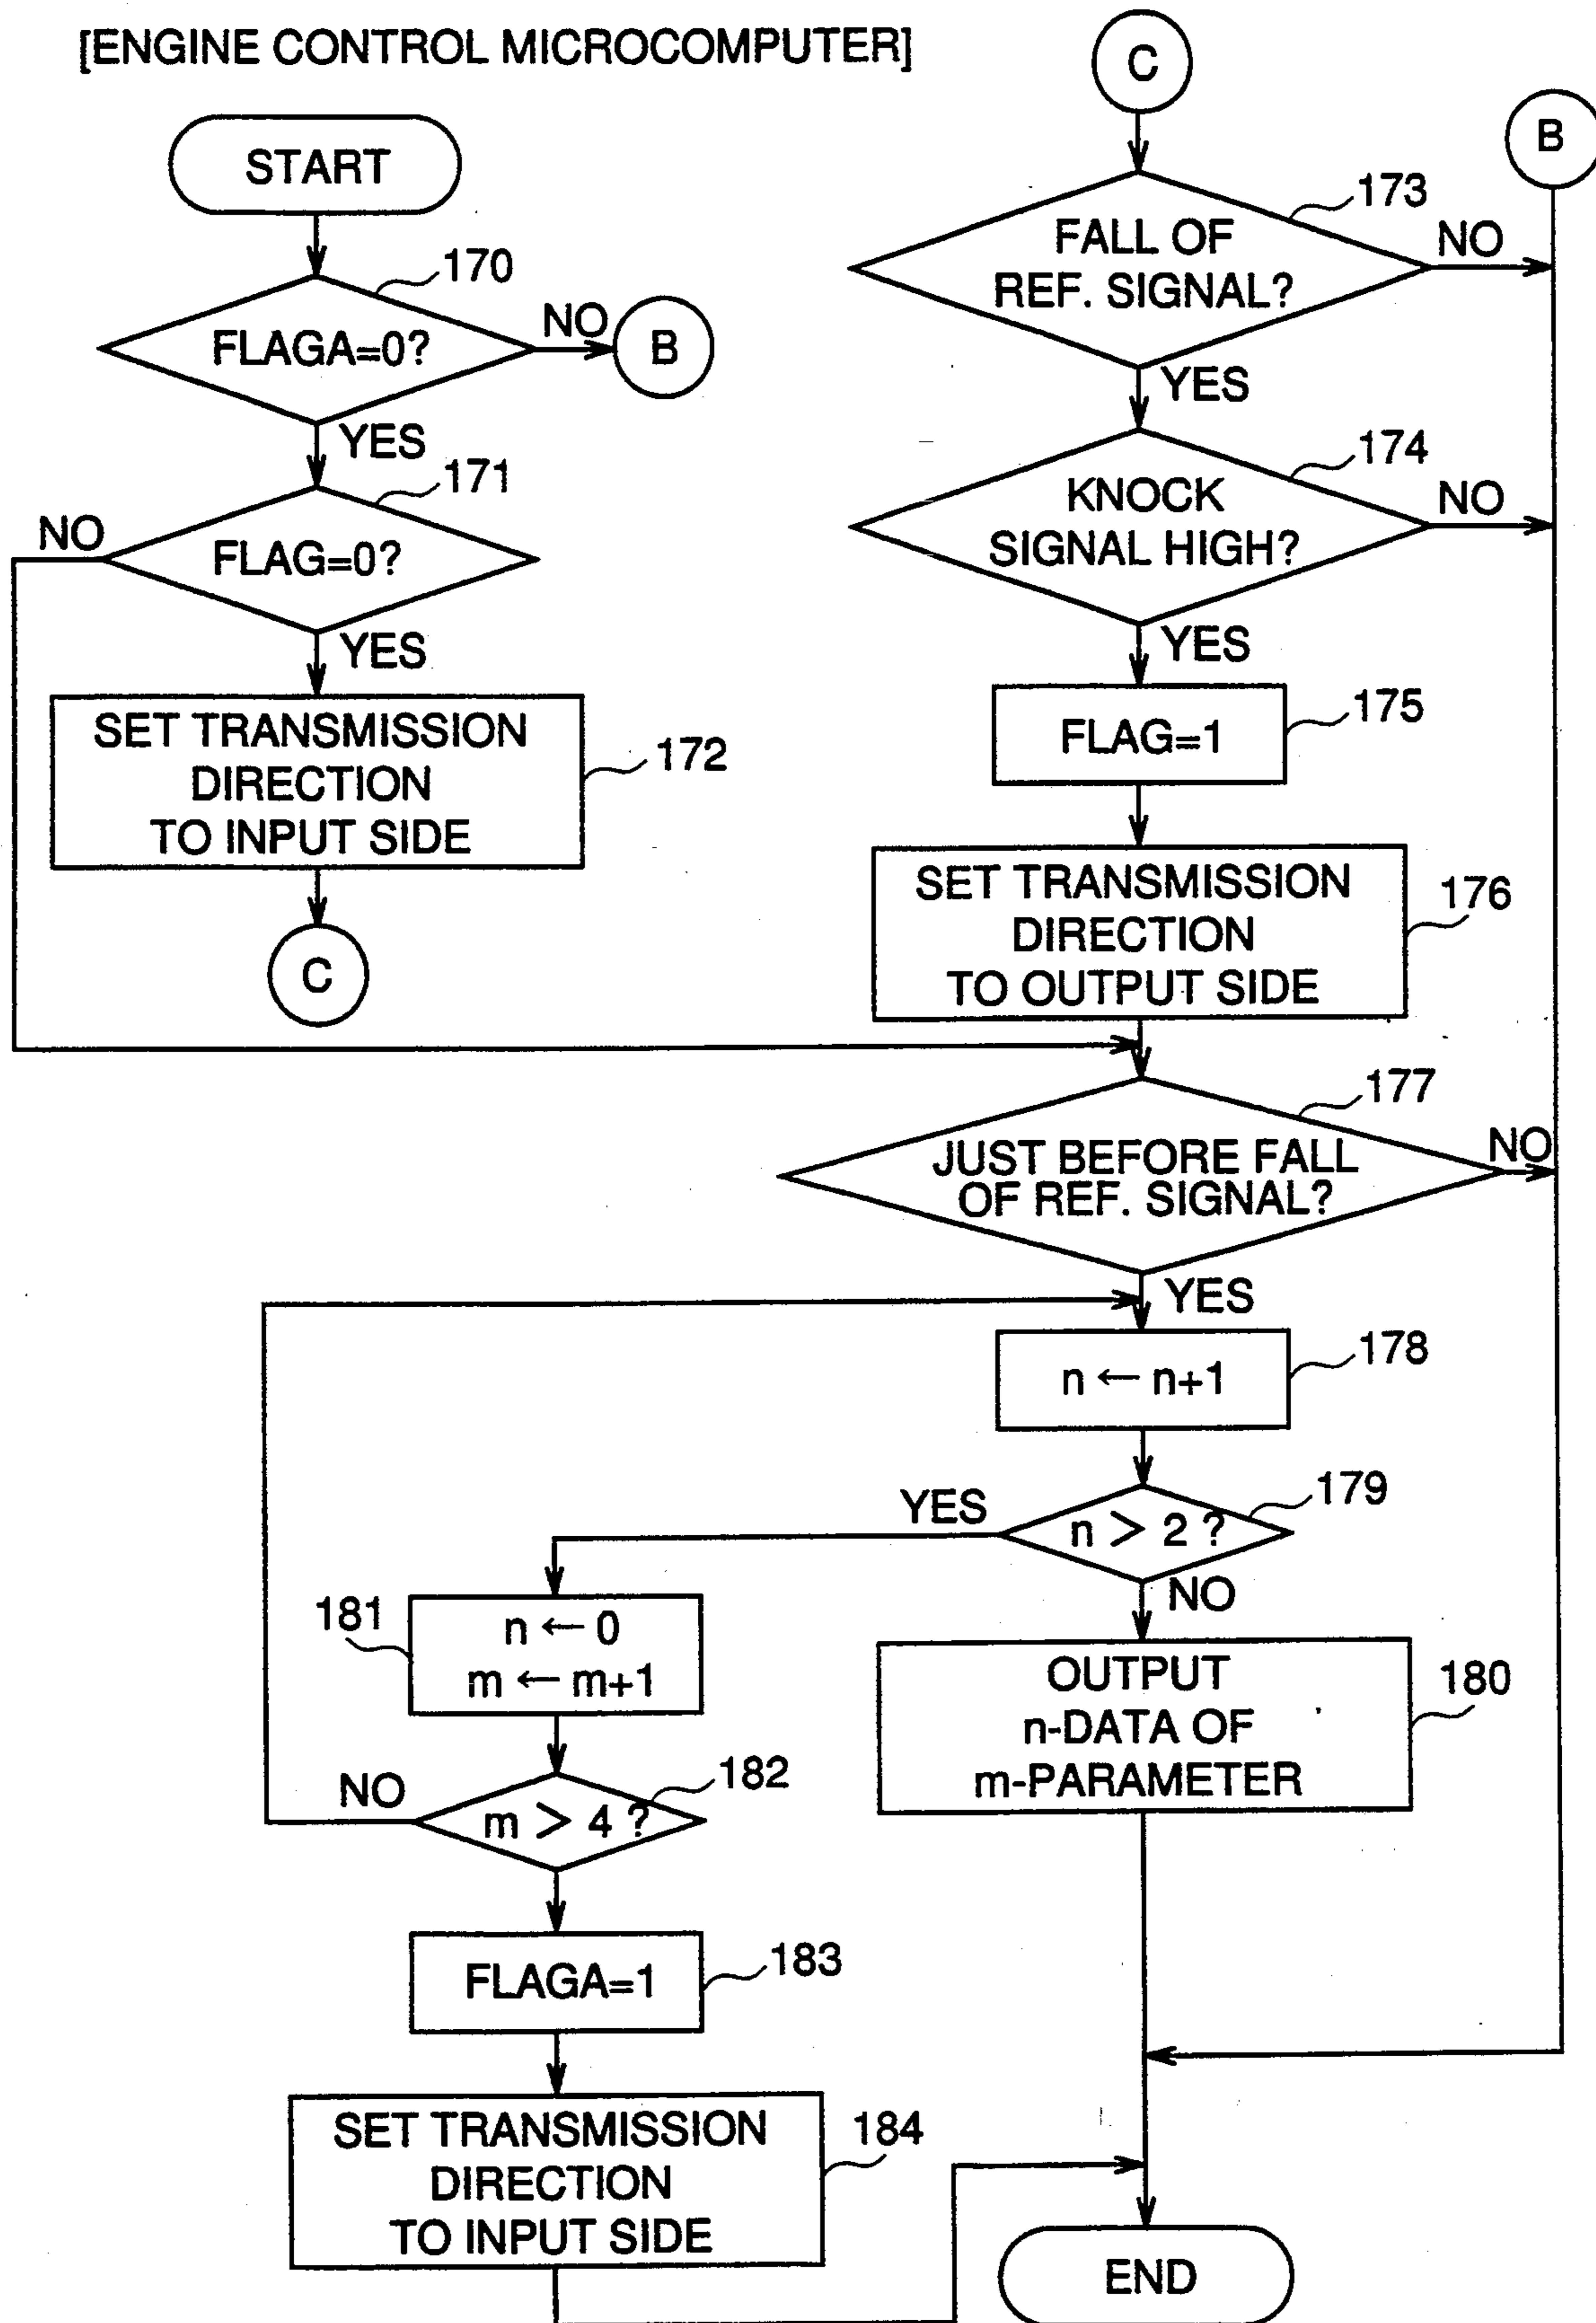 [ENGINE CONTROL MICROCOMPUTER]
START
170
FLAGA=0?
NO
B
YES
171
NO
FLAG=0?
YES
SET TRANSMISSION
DIRECTION
TO INPUT SIDE
172
C
C
B
173
FALL OF
REF. SIGNAL?
NO
YES
174
KNOCK
SIGNAL HIGH?
NO
YES
FLAG=1
175
SET TRANSMISSION
DIRECTION
TO OUTPUT SIDE
176
177
JUST BEFORE FALL
OF REF. SIGNAL?
NO
YES
n ← n+1
178
179
YES
n > 2 ?
NO
OUTPUT
n-DATA OF
m-PARAMETER
180
181
n ← 0
m ← m+1
182
NO
m > 4 ?
FLAGA=1
183
SET TRANSMISSION
DIRECTION
TO INPUT SIDE
184
END